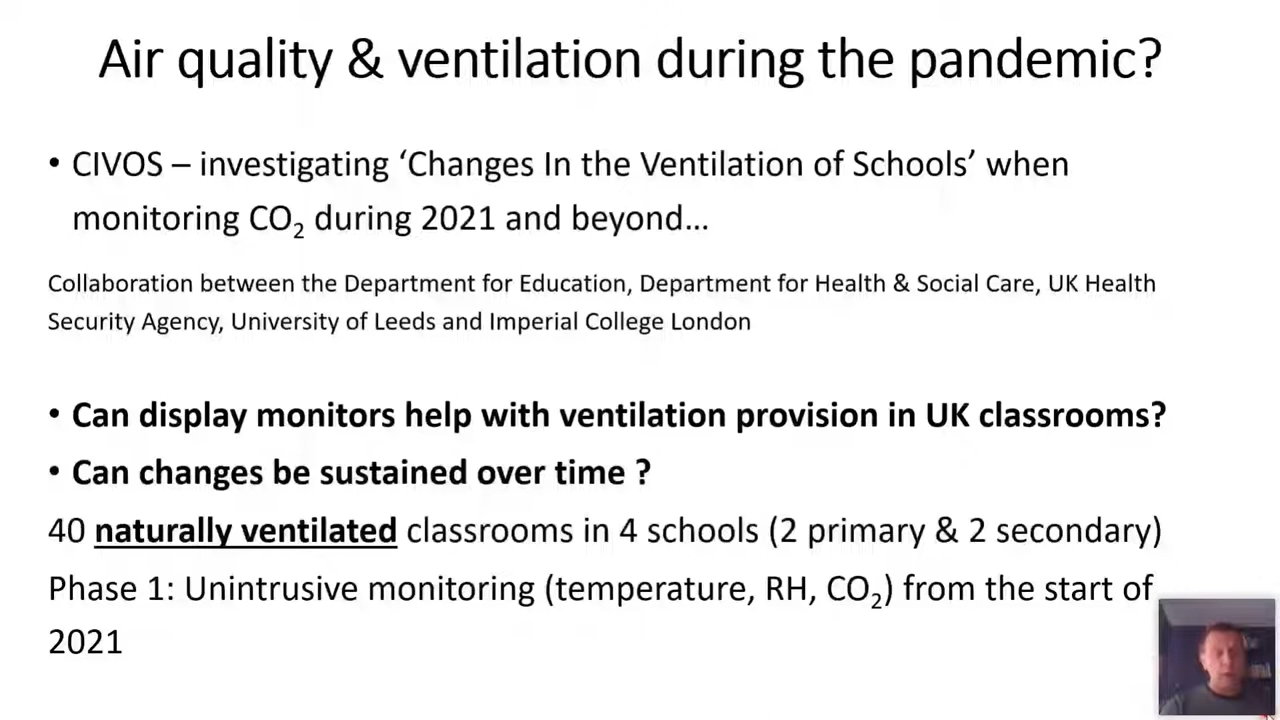 Air quality & ventilation during the pandemic?
• CIVOS – investigating ‘Changes In the Ventilation of Schools’ when
monitoring CO₂ during 2021 and beyond…
Collaboration between the Department for Education, Department for Health & Social Care, UK Health
Security Agency, University of Leeds and Imperial College London
• Can display monitors help with ventilation provision in UK classrooms?
• Can changes be sustained over time ?
40 naturally ventilated classrooms in 4 schools (2 primary & 2 secondary)
Phase 1: Unintrusive monitoring (temperature, RH, CO₂) from the start of
2021